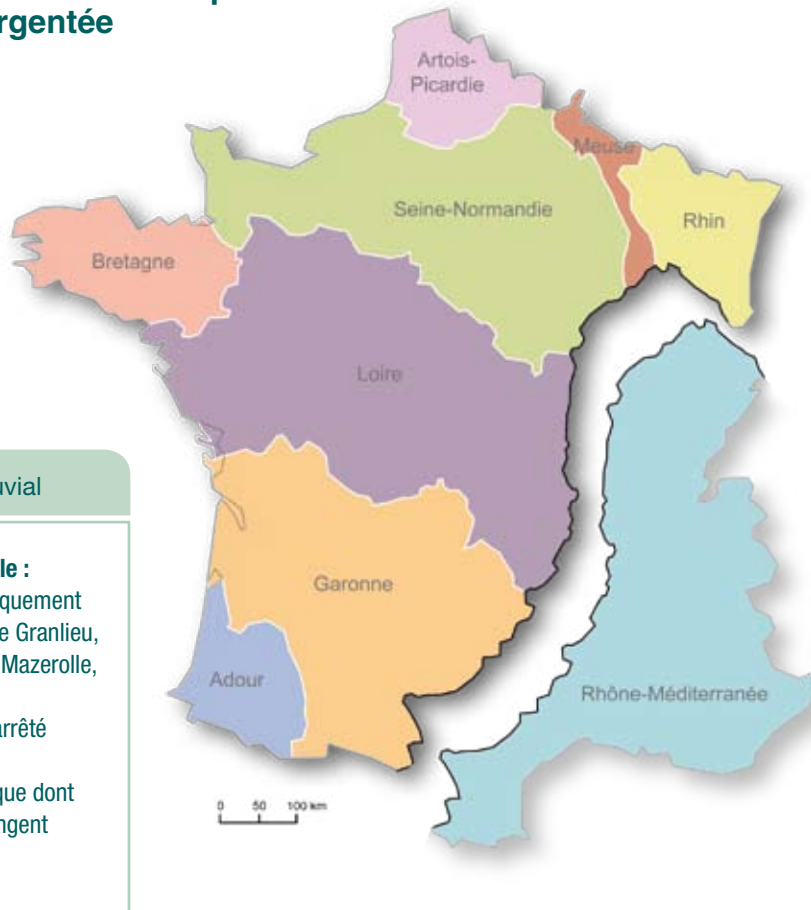 rgentée
Artois-
Picardie
Meuse
Seine-Normandie
Rhin
Bretagne
Loire
uvial
le :
quement
Garonne
e Granlieu,
Mazerolle,
Adour
Rhône-Méditerranée
arrêté
que dont
0 50 100 km
ngent